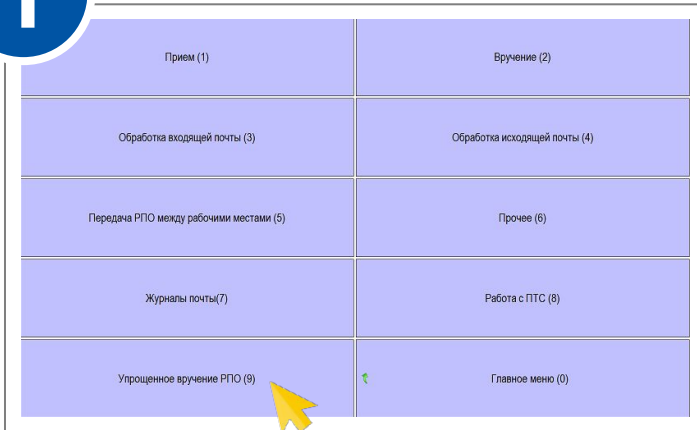 1
Прием (1)
Вручение (2)
Обработка входящей почты (3)
Обработка исходящей почты (4)
Передача РПО между рабочими местами (5)
Прочее (6)
Журналы почты(7)
Работа с ПТС (8)
Упрощенное вручение РПО (9)
Главное меню (0)